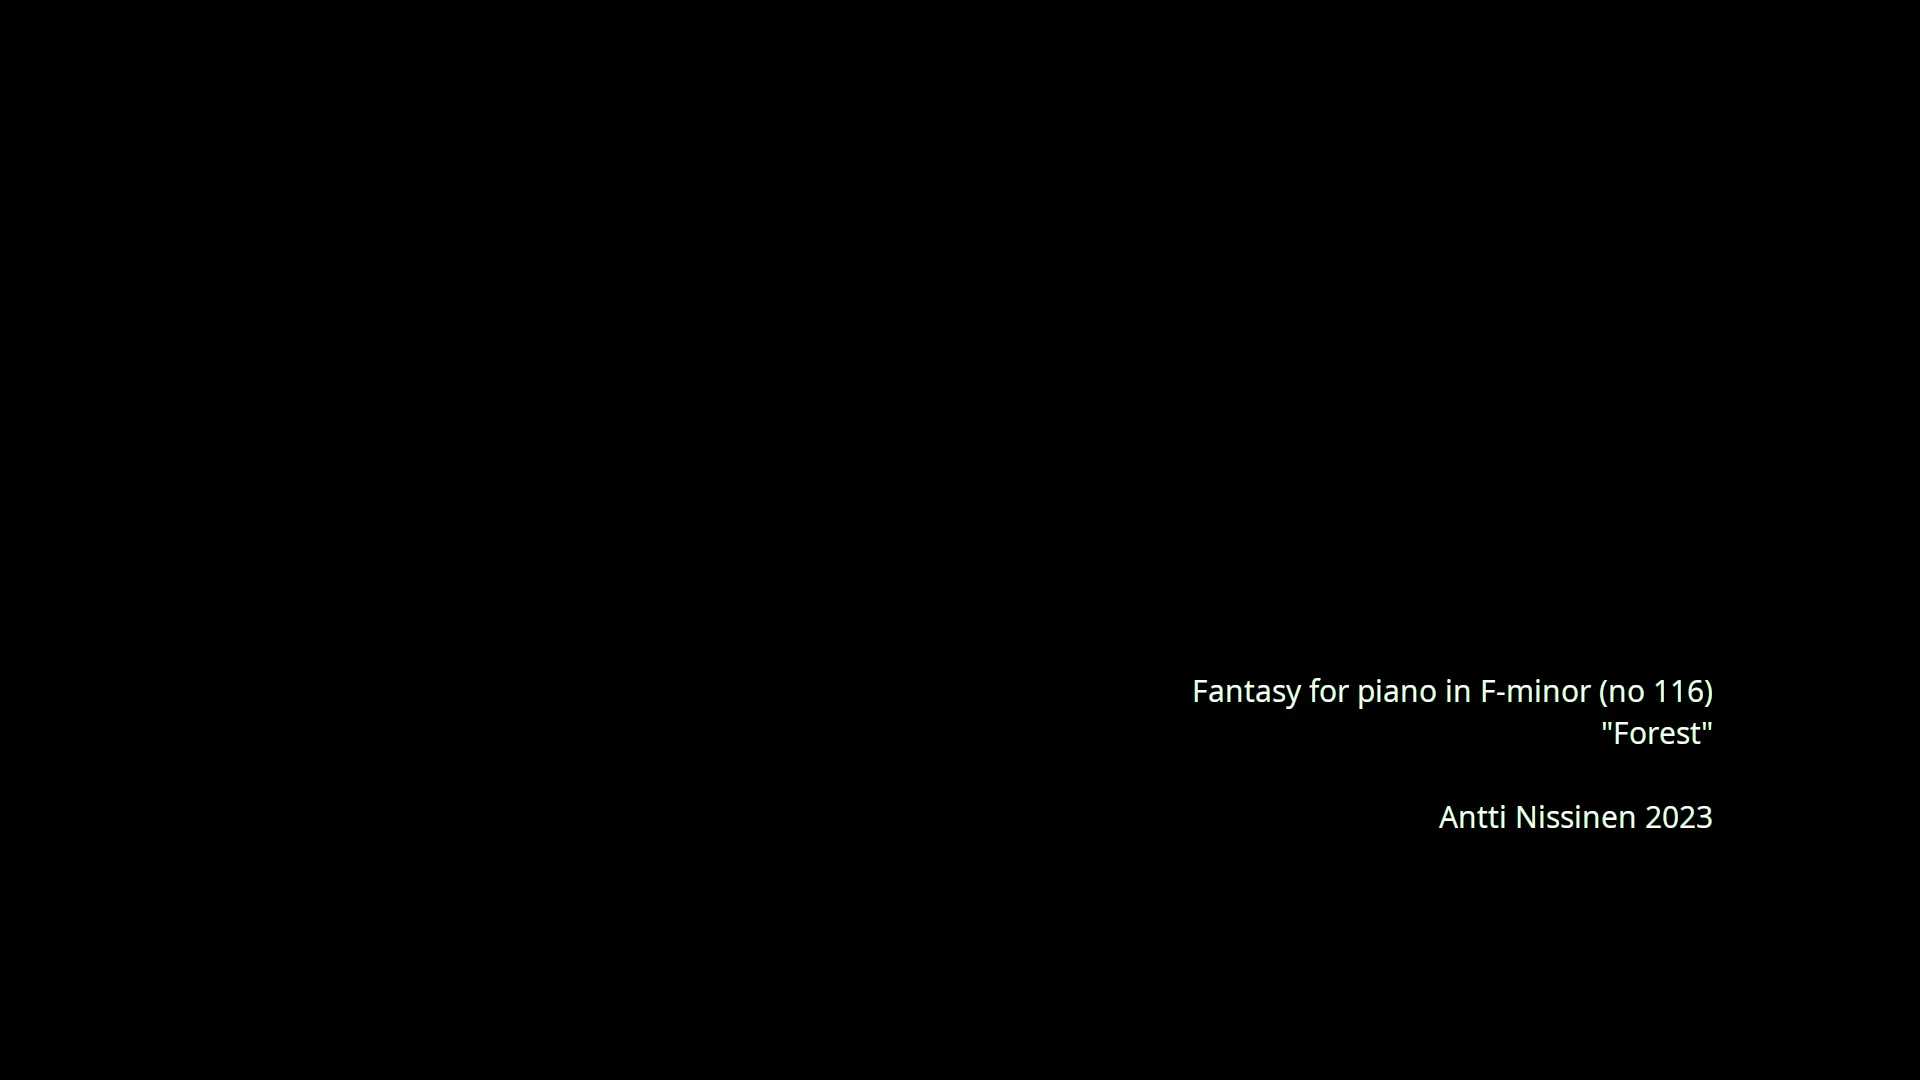 Fantasy for piano in F-minor (no 116)
"Forest"
Antti Nissinen 2023